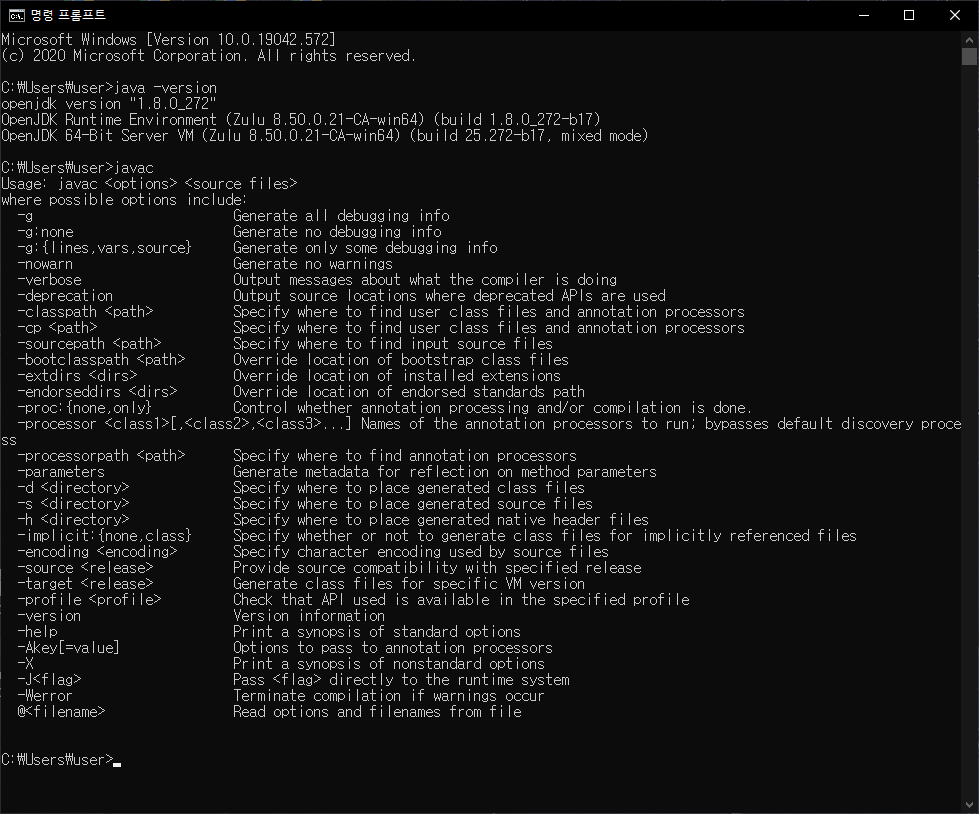 명령 프롬프트
Microsoft Windows [Version 10.0.19042.572]
(c) 2020 Microsoft Corporation. All rights reserved.
C:₩Users₩user>java -version
openjdk version "1.8.0_272"
OpenJDK Runtime Environment (Zulu 8.50.0.21-CA-win64) (build 1.8.0_272-b17)
OpenJDK 64-Bit Server VM (Zulu 8.50.0.21-CA-win64) (build 25.272-b17, mixed mode)
C:₩Users₩user>javac
Usage: javac <options> <source files>
where possible options include:
-g Generate all debugging info
-g:none Generate no debugging info
-g:{lines,vars,source} Generate only some debugging info
-nowarn Generate no warnings
-verbose Output messages about what the compiler is doing
-deprecation Output source locations where deprecated APIs are used
-classpath <path> Specify where to find user class files and annotation processors
-cp <path> Specify where to find user class files and annotation processors
-sourcepath <path> Specify where to find input source files
-bootclasspath <path> Override location of bootstrap class files
-extdirs <dirs> Override location of installed extensions
-endorseddirs <dirs> Override location of endorsed standards path
-proc:{none,only} Control whether annotation processing and/or compilation is done.
-processor <class1>[,<class2>,<class3>...] Names of the annotation processors to run; bypasses default discovery proce
ss
-processorpath <path> Specify where to find annotation processors
-parameters Generate metadata for reflection on method parameters
-d <directory> Specify where to place generated class files
-s <directory> Specify where to place generated source files
-h <directory> Specify where to place generated native header files
-implicit:{none,class} Specify whether or not to generate class files for implicitly referenced files
-encoding <encoding> Specify character encoding used by source files
-source <release> Provide source compatibility with specified release
-target <release> Generate class files for specific VM version
-profile <profile> Check that API used is available in the specified profile
-version Version information
-help Print a synopsis of standard options
-Akey[=value] Options to pass to annotation processors
-X Print a synopsis of nonstandard options
-J<flag> Pass <flag> directly to the runtime system
-Werror Terminate compilation if warnings occur
@<filename> Read options and filenames from file
C:₩Users₩user>